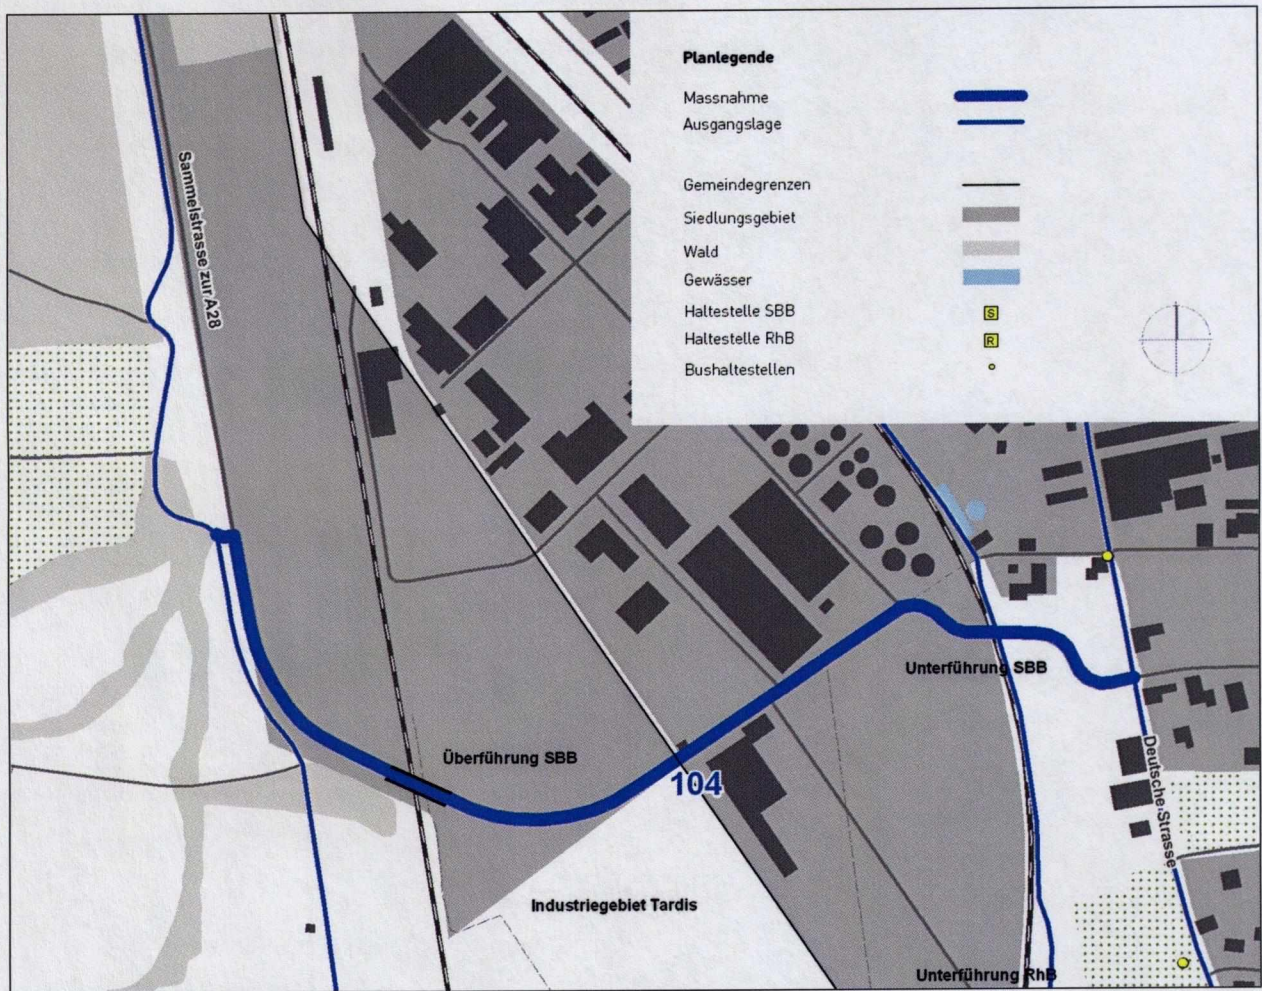 Planlegende
Massnahme
Ausgangslage
Gemeindegrenzen
Siedlungsgebiet
Wald
Gewässer
Haltestelle SBB
S
Haltestelle RhB
R
Bushaltestellen
Sammelstrasse zur A28
Unterführung SBB
Überführung SBB
104
Deutsche Strasse
Industriegebiet Tardis
Unterführung RhB